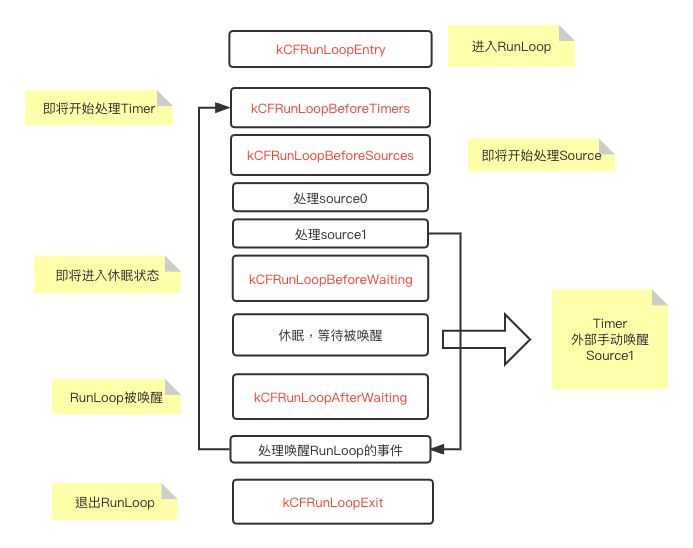 kCFRunLoopEntry
进入RunLoop
即将开始处理Timer
kCFRunLoopBeforeTimers
kCFRunLoopBeforeSources
即将开始处理Source
处理source0
处理source1
即将进入休眠状态
kCFRunLoopBeforeWaiting
休眠，等待被唤醒
Timer
外部手动唤醒
Source1
RunLoop被唤醒
kCFRunLoopAfterWaiting
处理唤醒RunLoop的事件
退出RunLoop
kCFRunLoopExit